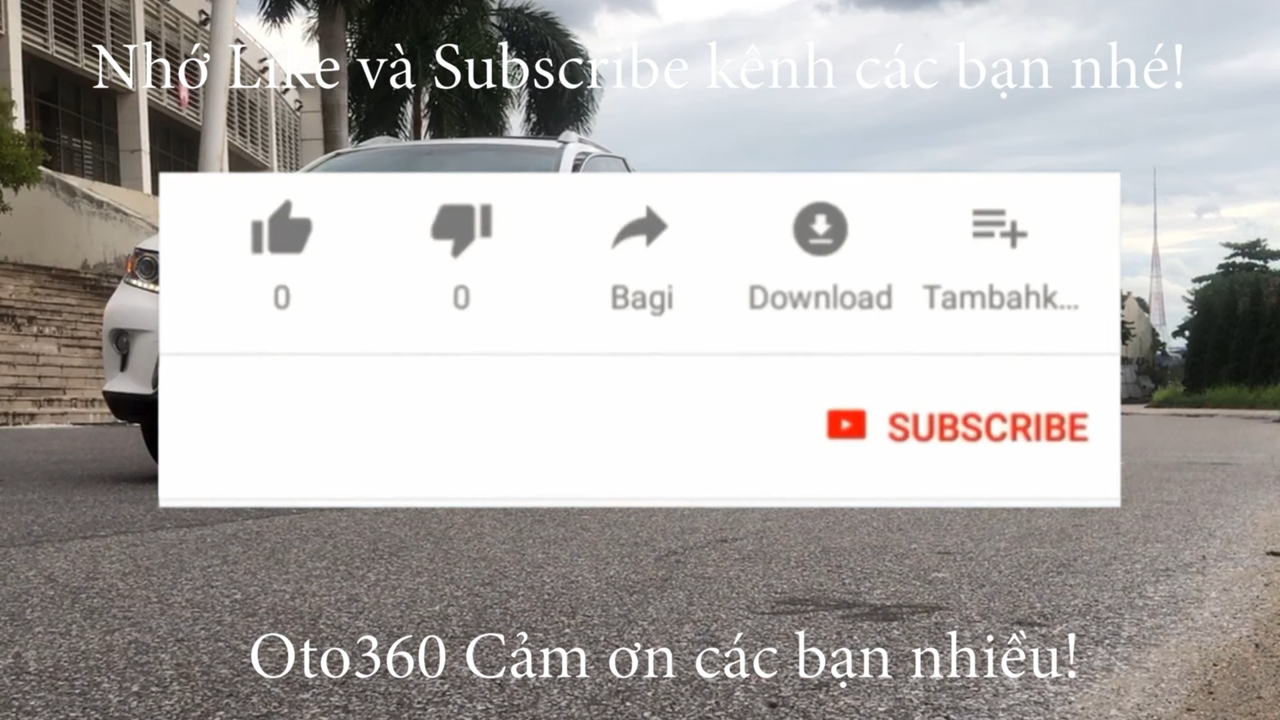 Nhớ Like và Subscribe kênh các bạn nhé!
0 0 Bagi Download Tambahk...
SUBSCRIBE
Oto360 Cảm ơn các bạn nhiều!